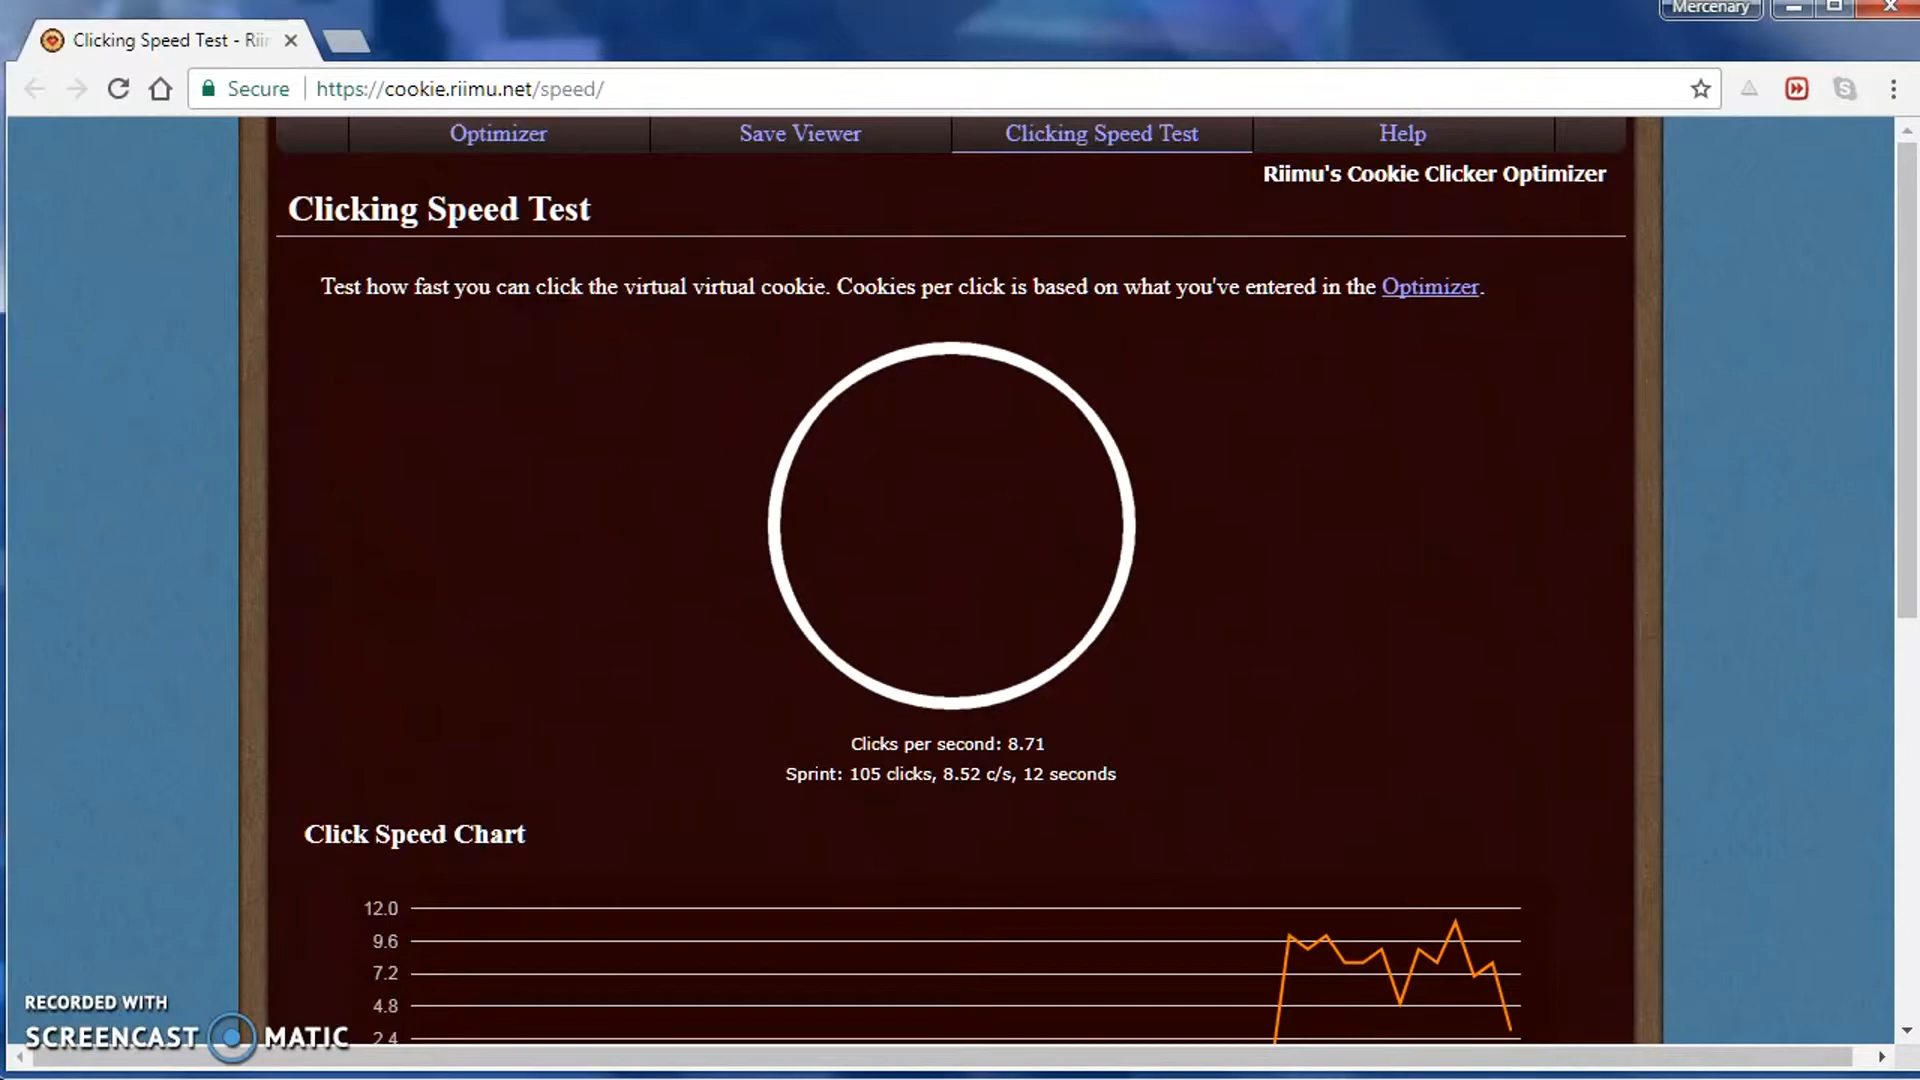 Mercenary
Clicking Speed Test - Rii
Secure https://cookie.riimu.net/speed/
Optimizer Save Viewer Clicking Speed Test Help
Riimu's Cookie Clicker Optimizer
Clicking Speed Test
Test how fast you can click the virtual virtual cookie. Cookies per click is based on what you've entered in the Optimizer.
Clicks per second: 8.71
Sprint: 105 clicks, 8.52 c/s, 12 seconds
Click Speed Chart
12.0
9.6
7.2
4.8
2.4
RECORDED WITH
SCREENCAST MATIC